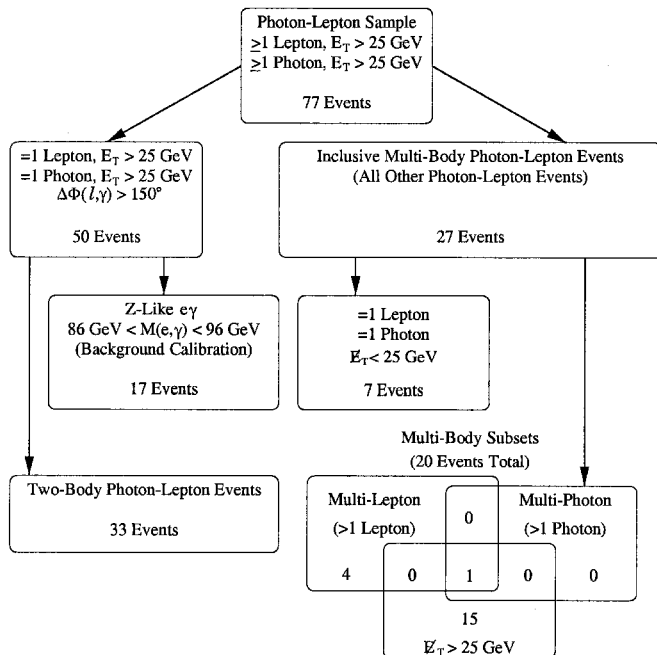 Photon-Lepton Sample
≥1 Lepton, E_T > 25 GeV
≥1 Photon, E_T > 25 GeV
77 Events
=1 Lepton, E_T > 25 GeV
=1 Photon, E_T > 25 GeV
ΔΦ(l,γ) > 150°
50 Events
Inclusive Multi-Body Photon-Lepton Events
(All Other Photon-Lepton Events)
27 Events
Z-Like eγ
86 GeV < M(e,γ) < 96 GeV
(Background Calibration)
17 Events
=1 Lepton
=1 Photon
E̸_T < 25 GeV
7 Events
Two-Body Photon-Lepton Events
33 Events
Multi-Body Subsets
(20 Events Total)
Multi-Lepton
(>1 Lepton)
0
Multi-Photon
(>1 Photon)
4 0 1 0 0
15
E̸_T > 25 GeV